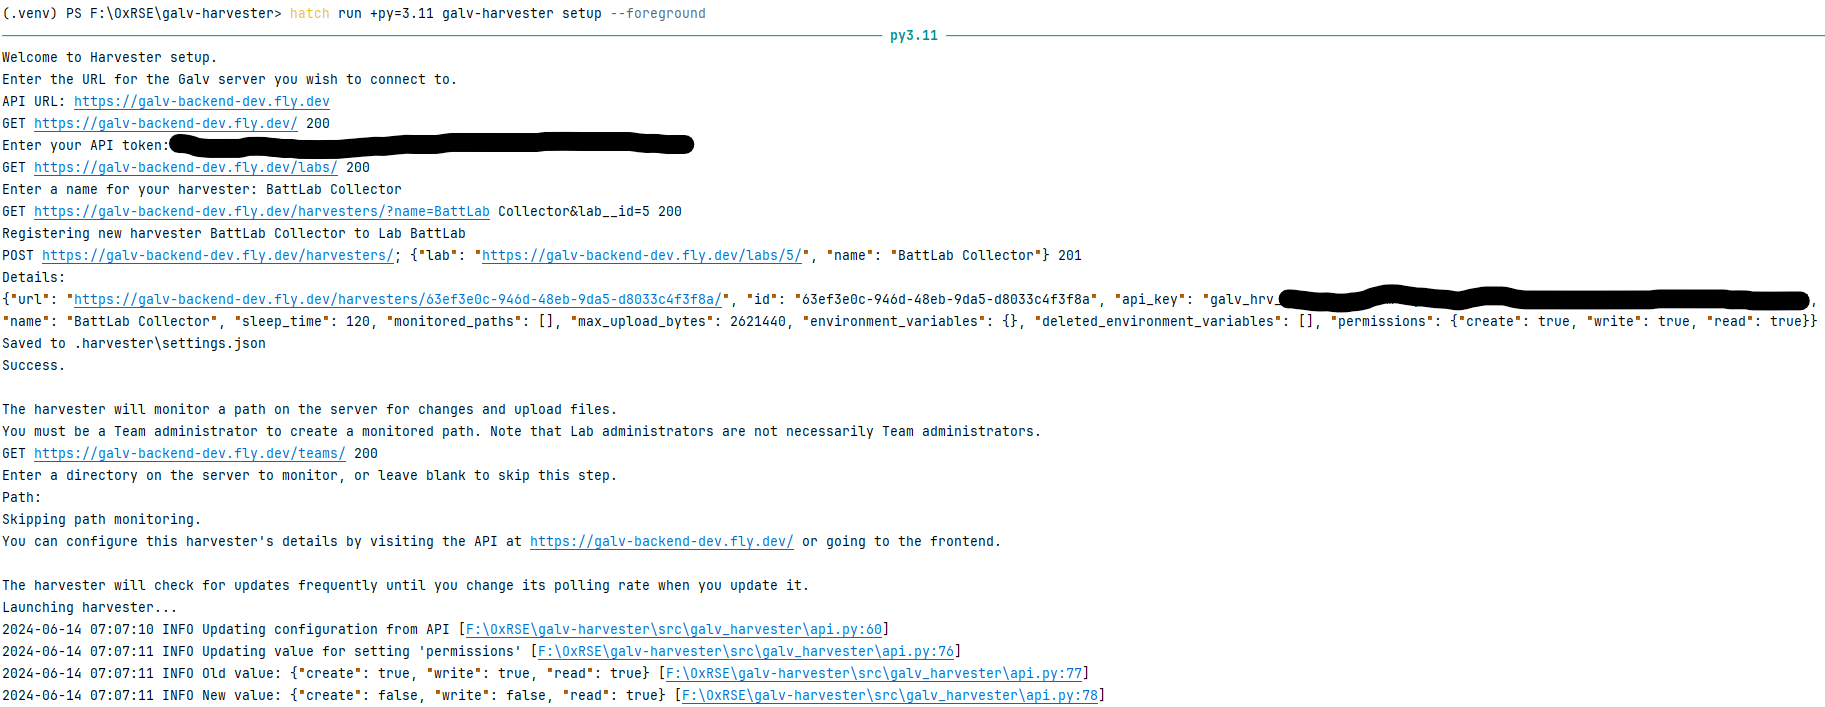 (.venv) PS F:\OxRSE\galv-harvester> hatch run +py=3.11 galv-harvester setup --foreground
py3.11
Welcome to Harvester setup.
Enter the URL for the Galv server you wish to connect to.
API URL: https://galv-backend-dev.fly.dev
GET https://galv-backend-dev.fly.dev/ 200
Enter your API token:
GET https://galv-backend-dev.fly.dev/labs/ 200
Enter a name for your harvester: BattLab Collector
GET https://galv-backend-dev.fly.dev/harvesters/?name=BattLab Collector&lab__id=5 200
Registering new harvester BattLab Collector to Lab BattLab
POST https://galv-backend-dev.fly.dev/harvesters/; {"lab": "https://galv-backend-dev.fly.dev/labs/5/", "name": "BattLab Collector"} 201
Details:
{"url": "https://galv-backend-dev.fly.dev/harvesters/63ef3e0c-946d-48eb-9da5-d8033c4f3f8a/", "id": "63ef3e0c-946d-48eb-9da5-d8033c4f3f8a", "api_key": "galv_hrv_ ,
"name": "BattLab Collector", "sleep_time": 120, "monitored_paths": [], "max_upload_bytes": 2621440, "environment_variables": {}, "deleted_environment_variables": [], "permissions": {"create": true, "write": true, "read": true}}
Saved to .harvester\settings.json
Success.
The harvester will monitor a path on the server for changes and upload files.
You must be a Team administrator to create a monitored path. Note that Lab administrators are not necessarily Team administrators.
GET https://galv-backend-dev.fly.dev/teams/ 200
Enter a directory on the server to monitor, or leave blank to skip this step.
Path:
Skipping path monitoring.
You can configure this harvester's details by visiting the API at https://galv-backend-dev.fly.dev/ or going to the frontend.
The harvester will check for updates frequently until you change its polling rate when you update it.
Launching harvester...
2024-06-14 07:07:10 INFO Updating configuration from API [F:\OxRSE\galv-harvester\src\galv_harvester\api.py:60]
2024-06-14 07:07:11 INFO Updating value for setting 'permissions' [F:\OxRSE\galv-harvester\src\galv_harvester\api.py:76]
2024-06-14 07:07:11 INFO Old value: {"create": true, "write": true, "read": true} [F:\OxRSE\galv-harvester\src\galv_harvester\api.py:77]
2024-06-14 07:07:11 INFO New value: {"create": false, "write": false, "read": true} [F:\OxRSE\galv-harvester\src\galv_harvester\api.py:78]